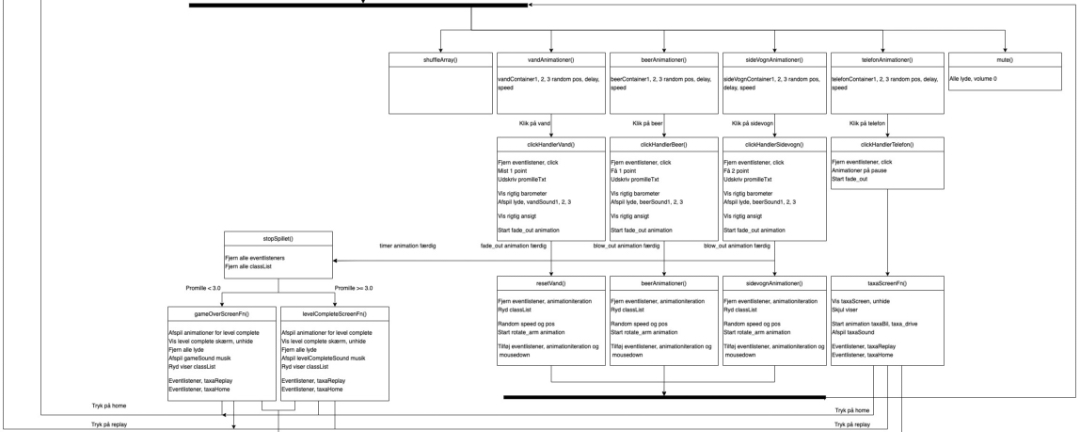 shuffleArray()
vandAnimationer()
vandContainer1, 2, 3 random pos, delay,
speed
beerAnimationer()
beerContainer1, 2, 3 random pos, delay,
speed
sideVognAnimationer()
sideVognContainer1, 2, 3 random pos,
delay, speed
telefonAnimationer()
telefonContainer1, 2, 3 random pos, delay,
speed
mute()
Alle lyde, volume 0
Klik på vand
Klik på beer
Klik på sidevogn
Klik på telefon
clickHandlerVand()
Fjern eventlistener, click
Mist 1 point
Udskriv promilleTxt
Vis rigtig barometer
Afspil lyde, vandSound1, 2, 3
Vis rigtig ansigt
Start fade_out animation
clickHandlerBeer()
Fjern eventlistener, click
Få 1 point
Udskriv promilleTxt
Vis rigtig barometer
Afspil lyde, beerSound1, 2, 3
Vis rigtig ansigt
Start fade_out animation
clickHandlerSidevogn()
Fjern eventlistener, click
Få 2 point
Udskriv promilleTxt
Vis rigtig barometer
Afspil lyde, beerSound1, 2, 3
Vis rigtig ansigt
Start fade_out animation
clickHandlerTelefon()
Fjern eventlistener, click
Animationer på pause
Start fade_out
timer animation færdig
fade_out animation færdig
blow_out animation færdig
blow_out animation færdig
stopSpillet()
Fjern alle eventlisteners
Fjern alle classList
Promille < 3.0
Promille >= 3.0
gameOverScreenFn()
Afspil animationer for level complete
Vis level complete skærm, unhide
Fjern alle lyde
Afspil gameSound musik
Ryd viser classList
Eventlistener, taxaReplay
Eventlistener, taxaHome
levelCompleteScreenFn()
Afspil animationer for level complete
Vis level complete skærm, unhide
Fjern alle lyde
Afspil levelCompleteSound musik
Ryd viser classList
Eventlistener, taxaReplay
Eventlistener, taxaHome
resetVand()
Fjern eventlistener, animationiteration
Ryd classList
Random speed og pos
Start rotate_arm animation
Tilføj eventlistener, animationiteration og
mousedown
beerAnimationer()
Fjern eventlistener, animationiteration
Ryd classList
Random speed og pos
Start rotate_arm animation
Tilføj eventlistener, animationiteration og
mousedown
sidevognAnimationer()
Fjern eventlistener, animationiteration
Ryd classList
Random speed og pos
Start rotate_arm animation
Tilføj eventlistener, animationiteration og
mousedown
taxaScreenFn()
Vis taxaScreen, unhide
Skjul viser
Start animation taxaBil, taxa_drive
Afspil taxaSound
Eventlistener, taxaReplay
Eventlistener, taxaHome
Tryk på home
Tryk på home
Tryk på replay
Tryk på replay